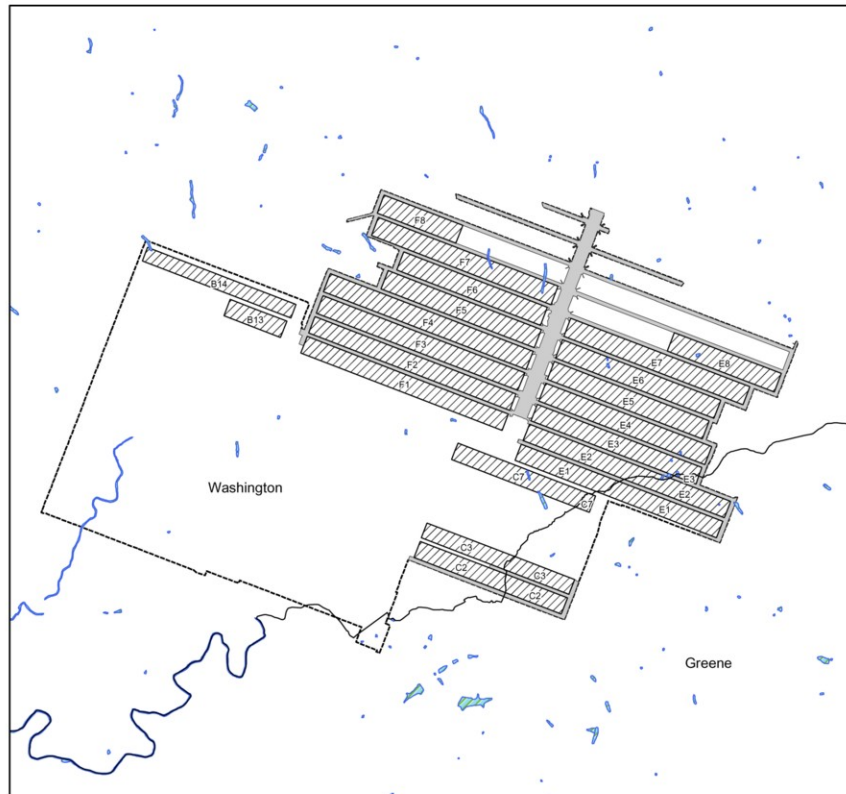 F8
F7
F6
F5
F4
F3
F2
F1
B14
B13
E8
E7
E6
E5
E4
E3
E2
E1
E3
E2
E1
C7
C7
C3
C3
C2
C2
Washington
Greene